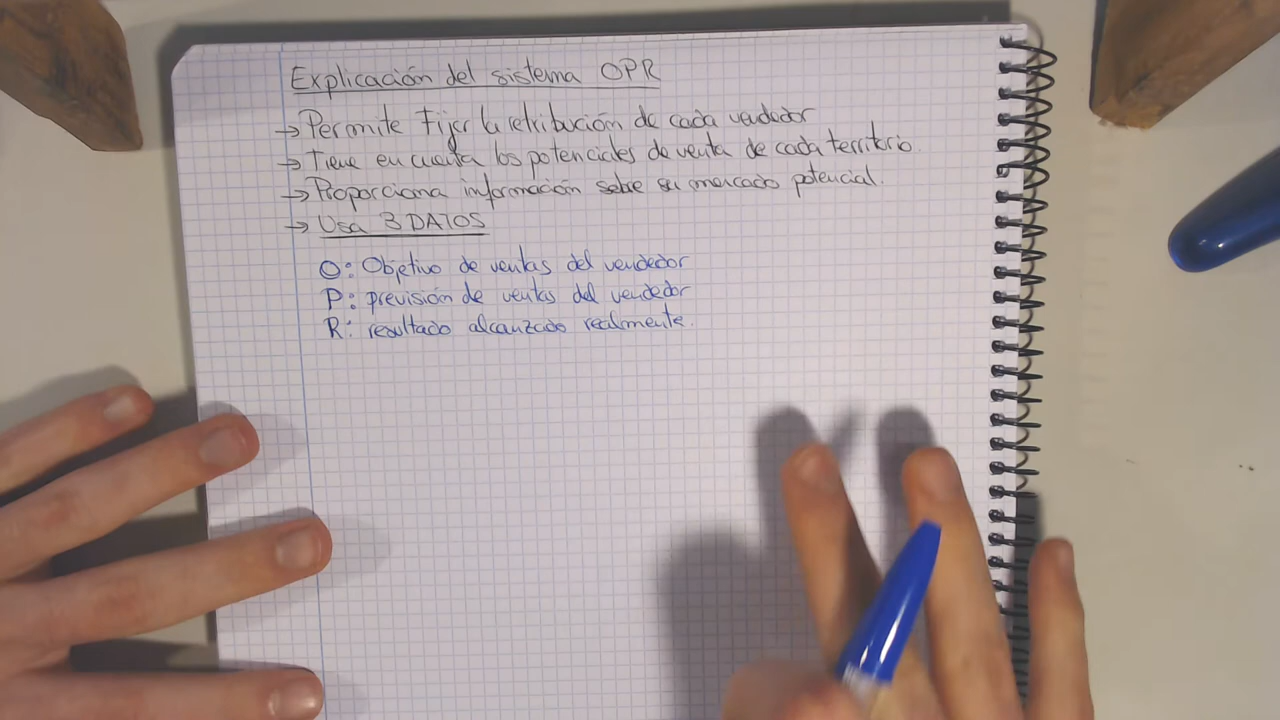 Explicación del sistema OPR
→ Permite Fijar la retribución de cada vendedor
→ Tiene en cuenta los potenciales de venta de cada territorio.
→ Proporciona información sobre su mercado potencial.
→ Usa 3 DATOS
O: Objetivo de ventas del vendedor
P: previsión de ventas del vendedor
R: resultado alcanzado realmente.